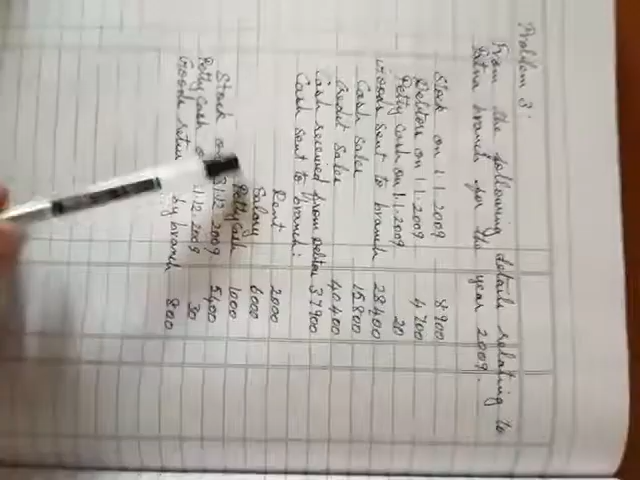 Problem 3:
From the following details relating to
Patna branch for the year 2009.
Stock on 1.1.2009 8900
Debtors on 1.1.2009 4700
Petty cash on 1.1.2009 20
Goods sent to branch 28400
Cash sales 15800
Credit sales 40400
Cash received from Debtors 37900
Cash sent to branch:
Rent 2000
Salary 6000
Petty cash 1000
Stock on 31.12.2009 5400
Petty cash 31.12.2009 30
Goods return by branch 800